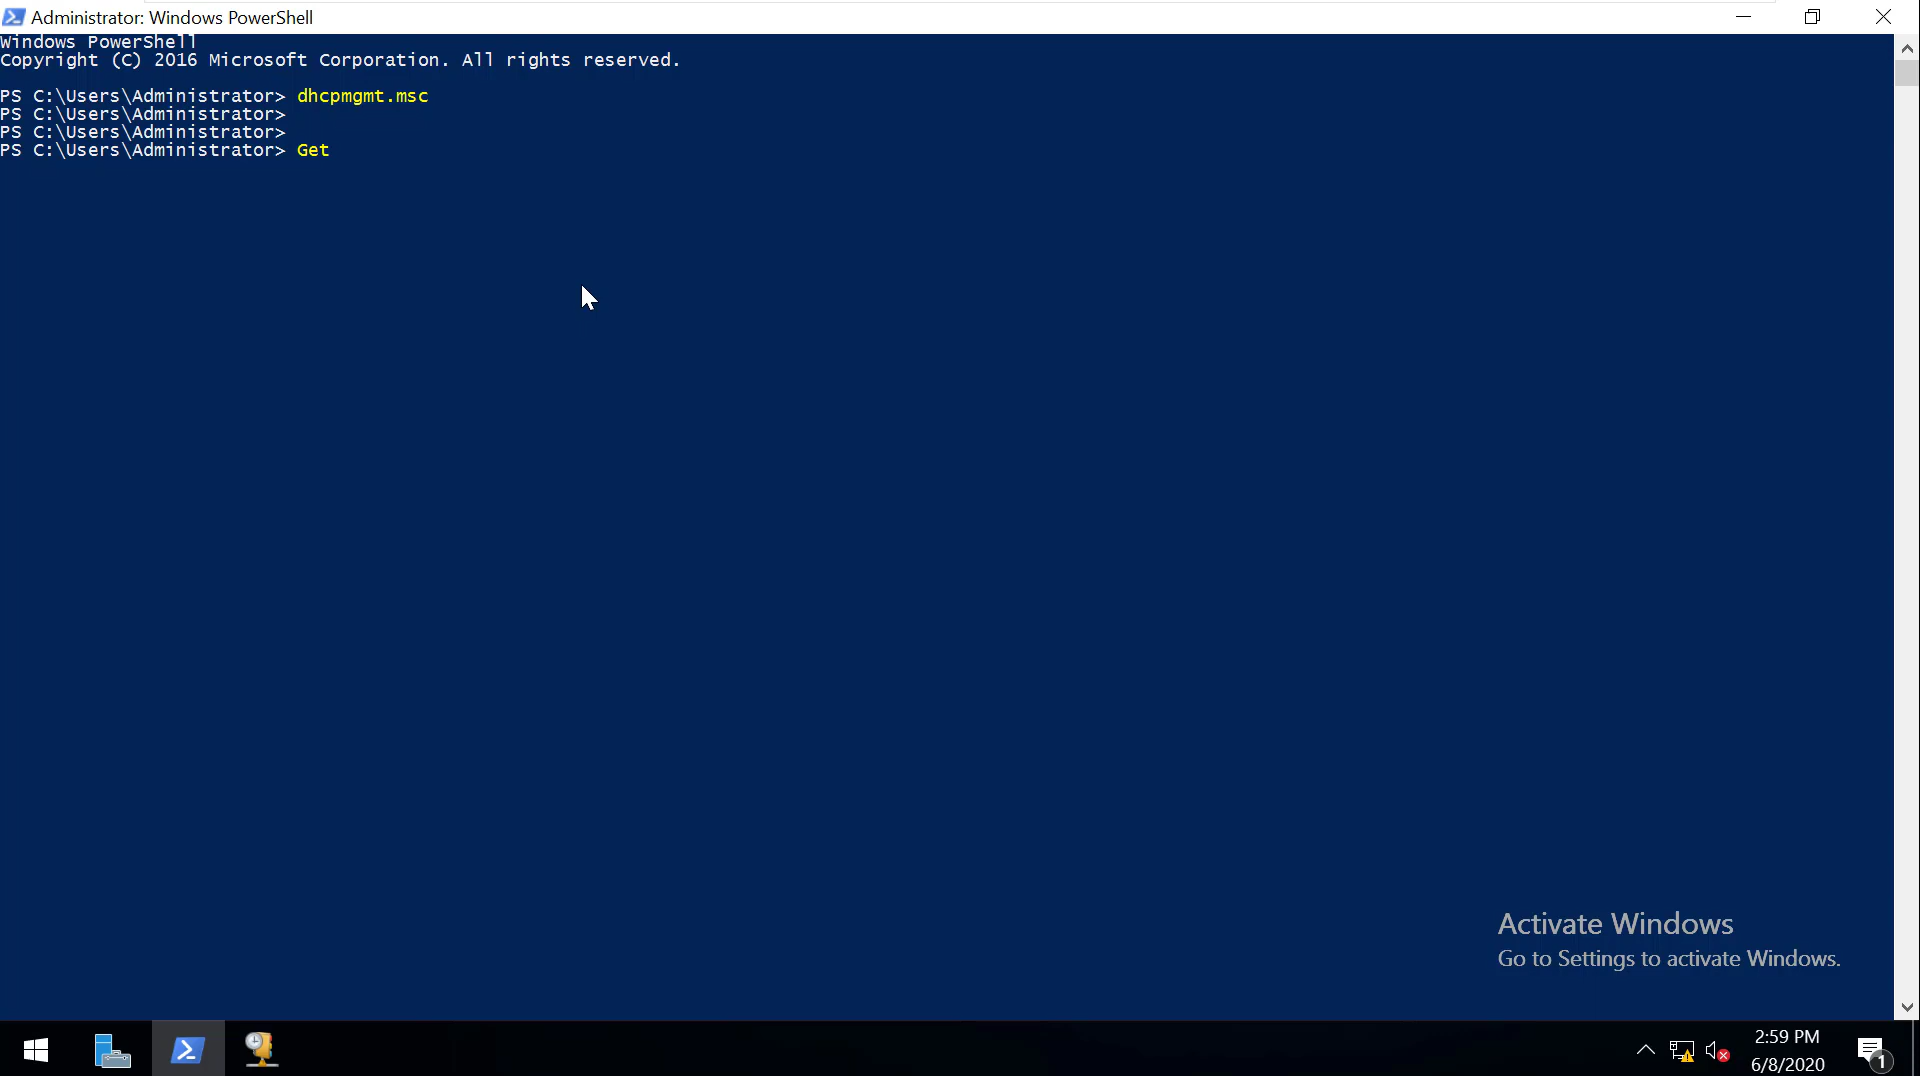 Administrator: Windows PowerShell
Windows PowerShell
Copyright (C) 2016 Microsoft Corporation. All rights reserved.
PS C:\Users\Administrator> dhcpmgmt.msc
PS C:\Users\Administrator>
PS C:\Users\Administrator>
PS C:\Users\Administrator> Get
Activate Windows
Go to Settings to activate Windows.
2:59 PM
6/8/2020
1